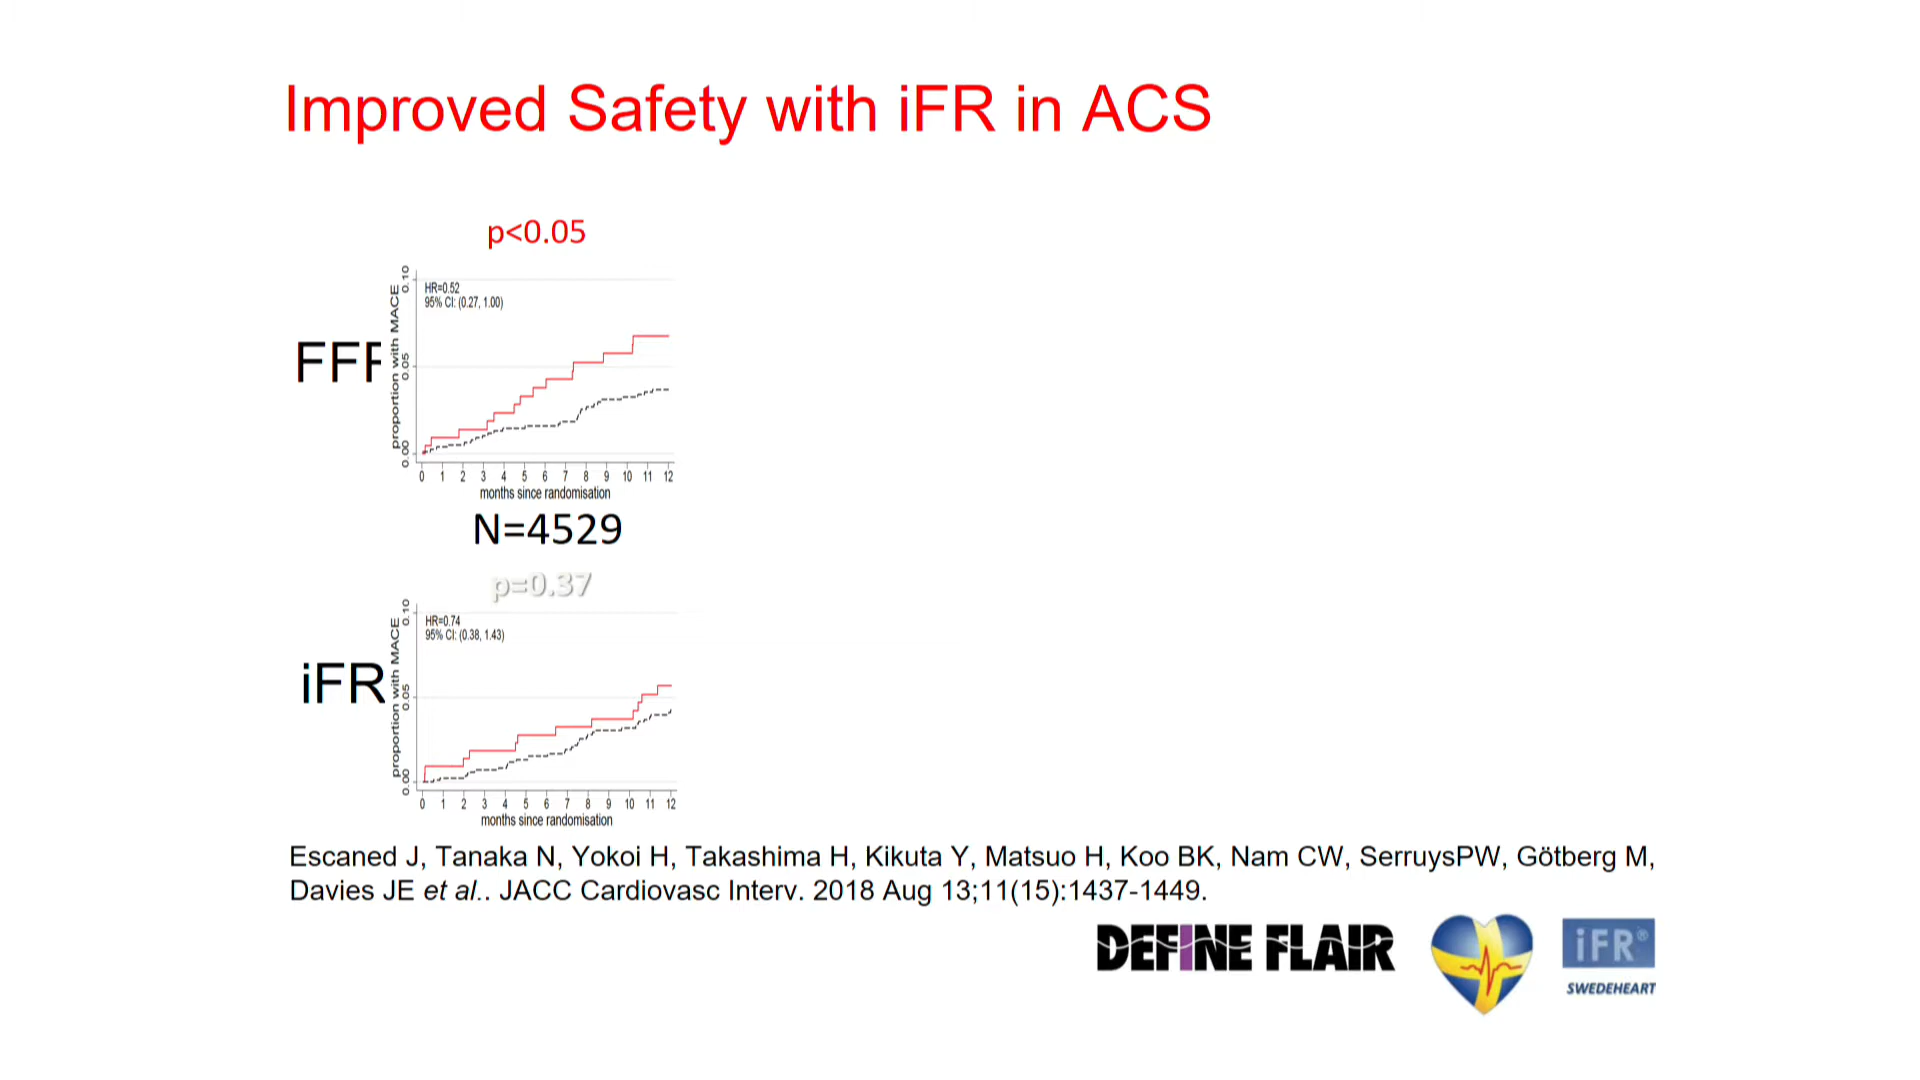 Improved Safety with iFR in ACS
p<0.05
HR=0.52
95% CI: (0.27, 1.00)
proportion with MACE
0.10
0.05
0.00
FFR
0 1 2 3 4 5 6 7 8 9 10 11 12
months since randomisation
N=4529
p=0.37
HR=0.74
95% CI: (0.38, 1.43)
proportion with MACE
0.10
0.05
0.00
iFR
0 1 2 3 4 5 6 7 8 9 10 11 12
months since randomisation
Escaned J, Tanaka N, Yokoi H, Takashima H, Kikuta Y, Matsuo H, Koo BK, Nam CW, SerruysPW, Götberg M,
Davies JE et al.. JACC Cardiovasc Interv. 2018 Aug 13;11(15):1437-1449.
DEFINE FLAIR
iFR®
SWEDEHEART